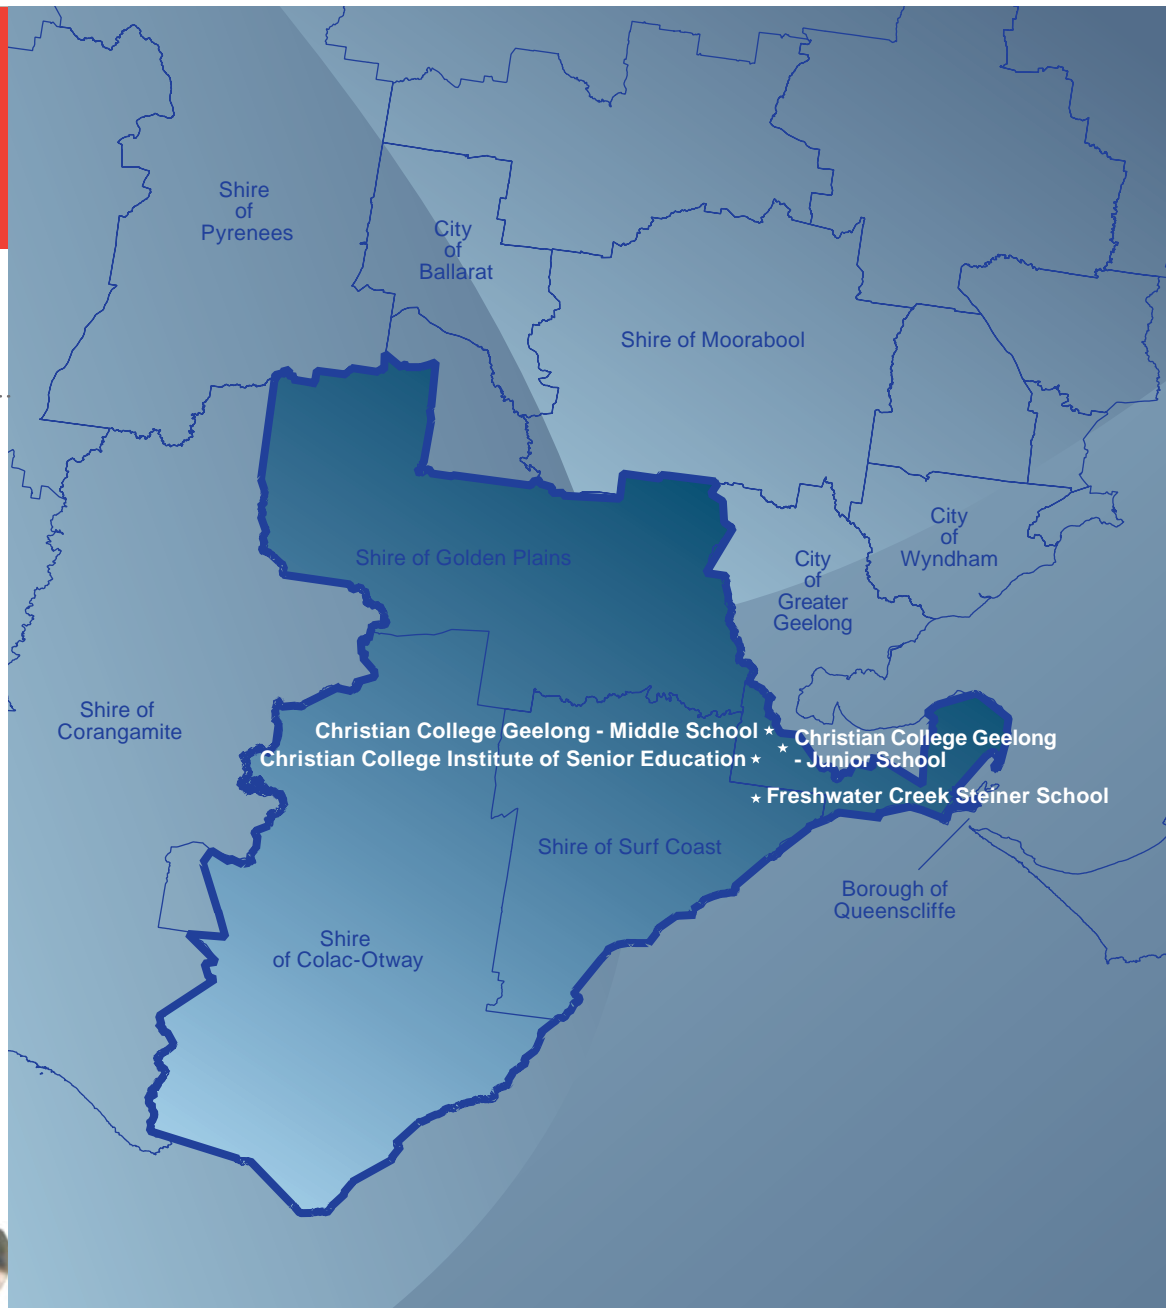 Shire
of
Pyrenees
City
of
Ballarat
Shire of Moorabool
Shire of Golden Plains
City
of
Wyndham
City
of
Greater
Geelong
Shire of
Corangamite
Christian College Geelong - Middle School
Christian College Geelong
- Junior School
Christian College Institute of Senior Education
Freshwater Creek Steiner School
Shire of Surf Coast
Borough of
Queenscliffe
Shire
of Colac-Otway